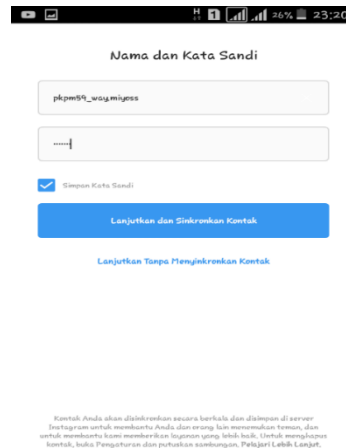 H 1 26% 23:20
Nama dan Kata Sandi
pkpm59_way.miyoss
•••••••
Simpan Kata Sandi
Lanjutkan dan Sinkronkan Kontak
Lanjutkan Tanpa Menyinkronkan Kontak
Kontak Anda akan disinkronkan secara berkala dan disimpan di server
Instagram untuk membantu Anda dan orang lain menemukan teman, dan
untuk membantu kami memberikan layanan yang lebih baik. Untuk menghapus
kontak, buka Pengaturan dan putuskan sambungan. Pelajari Lebih Lanjut.